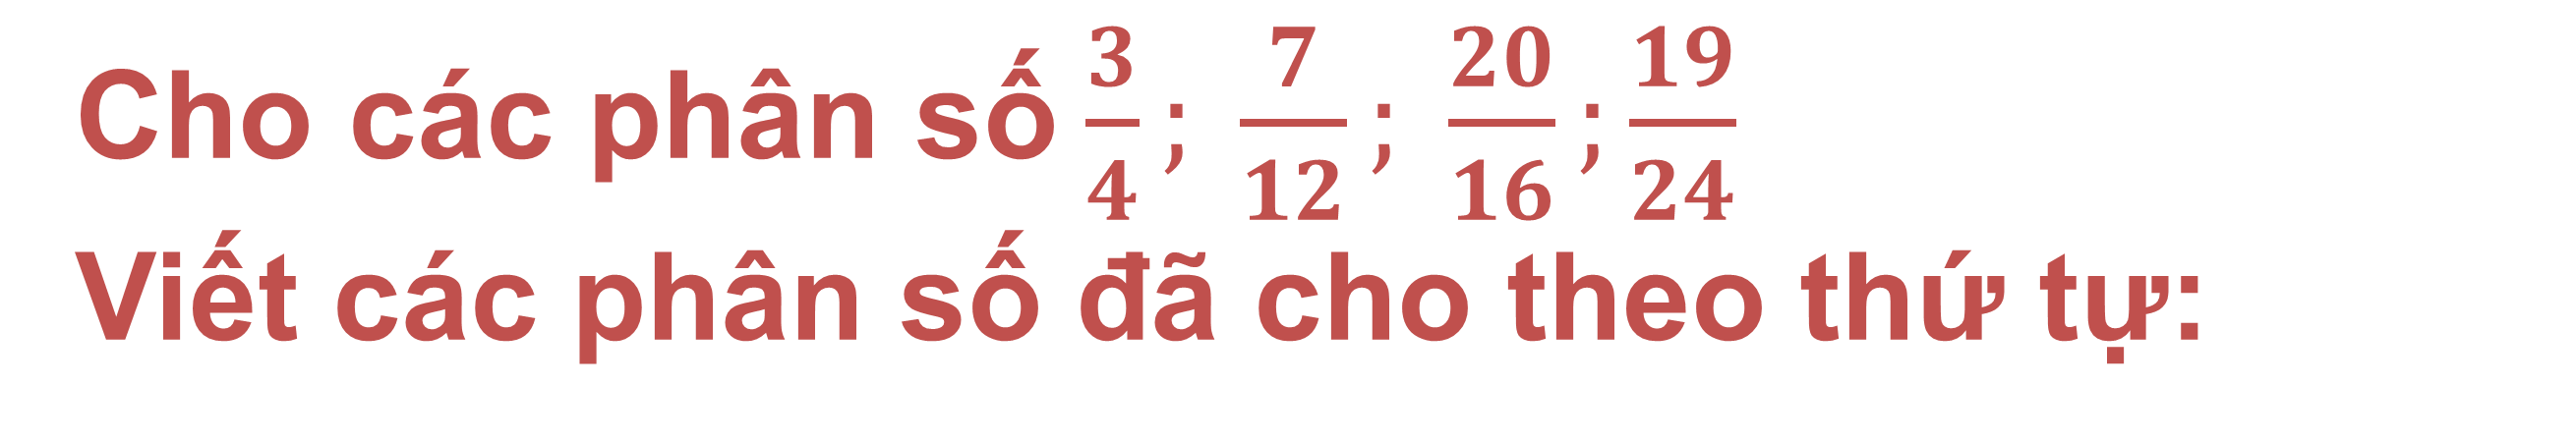 Cho các phân số 3/4; 7/12; 20/16; 19/24
Viết các phân số đã cho theo thứ tự: